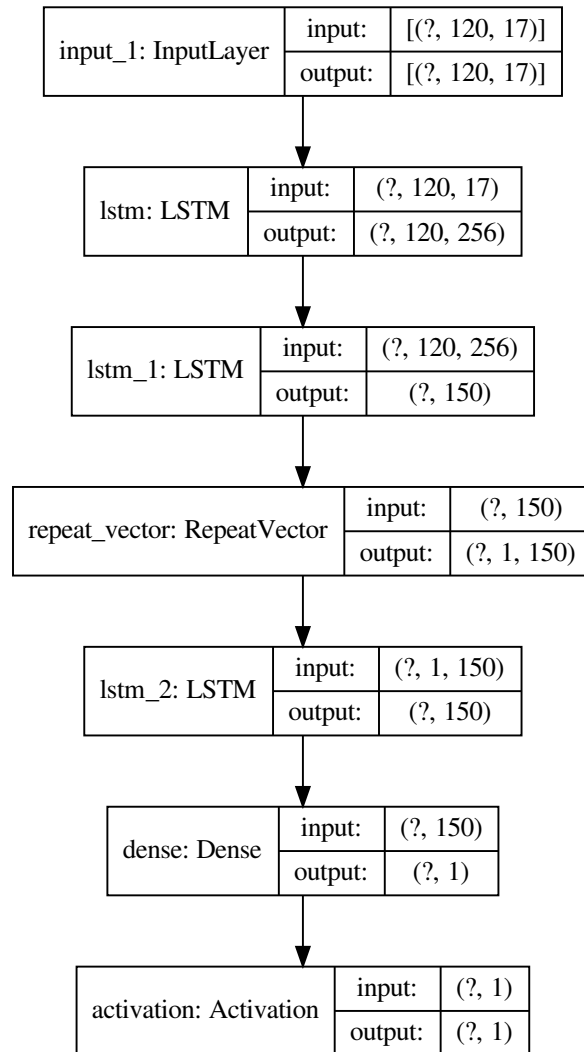 input_1: InputLayer
input: [(?, 120, 17)]
output: [(?, 120, 17)]
lstm: LSTM
input: (?, 120, 17)
output: (?, 120, 256)
lstm_1: LSTM
input: (?, 120, 256)
output: (?, 150)
repeat_vector: RepeatVector
input: (?, 150)
output: (?, 1, 150)
lstm_2: LSTM
input: (?, 1, 150)
output: (?, 150)
dense: Dense
input: (?, 150)
output: (?, 1)
activation: Activation
input: (?, 1)
output: (?, 1)